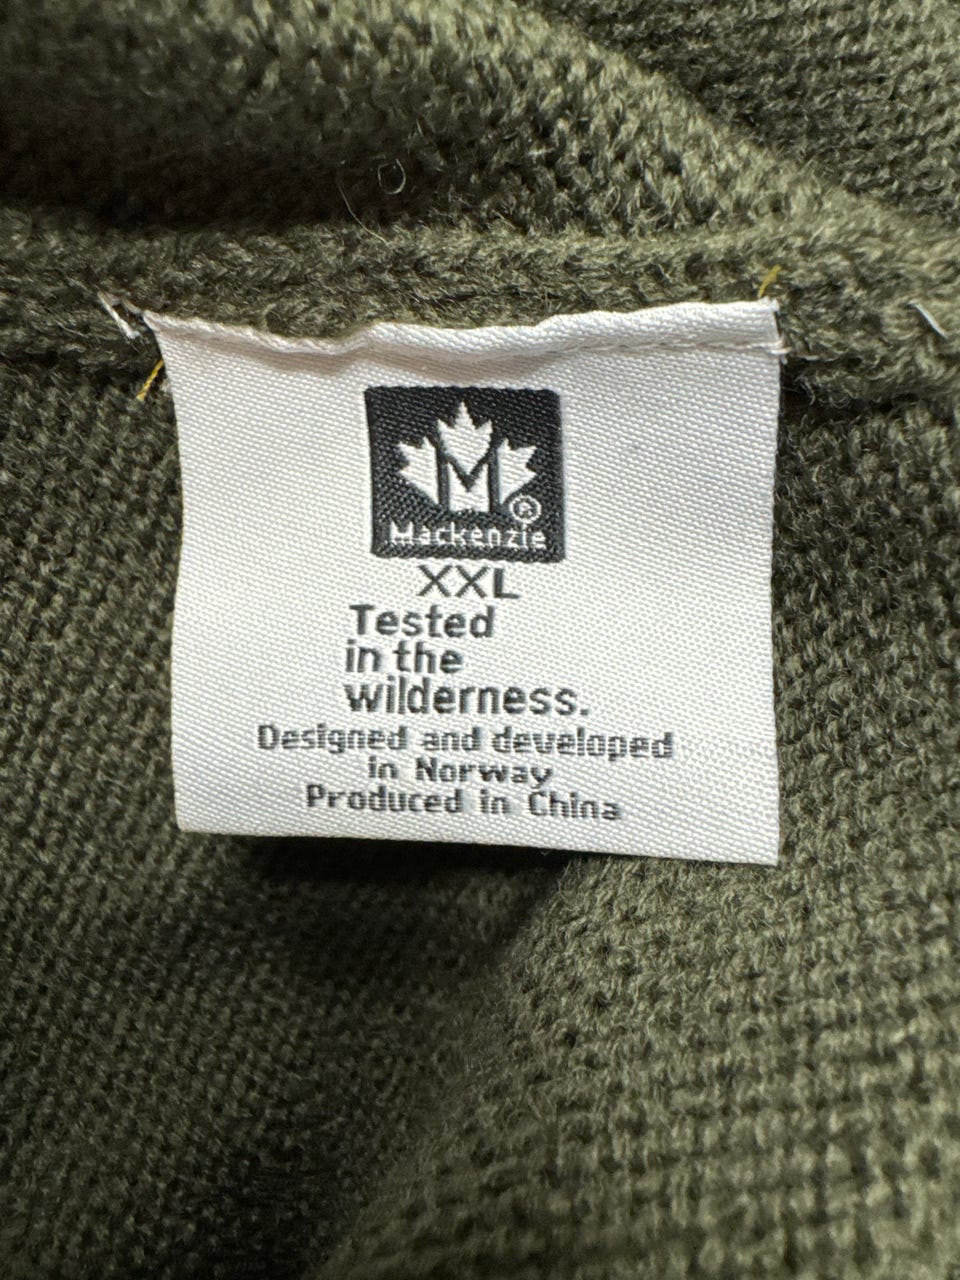 M®
Mackenzie
XXL
Tested
in the
wilderness.
Designed and developed
in Norway
Produced in China